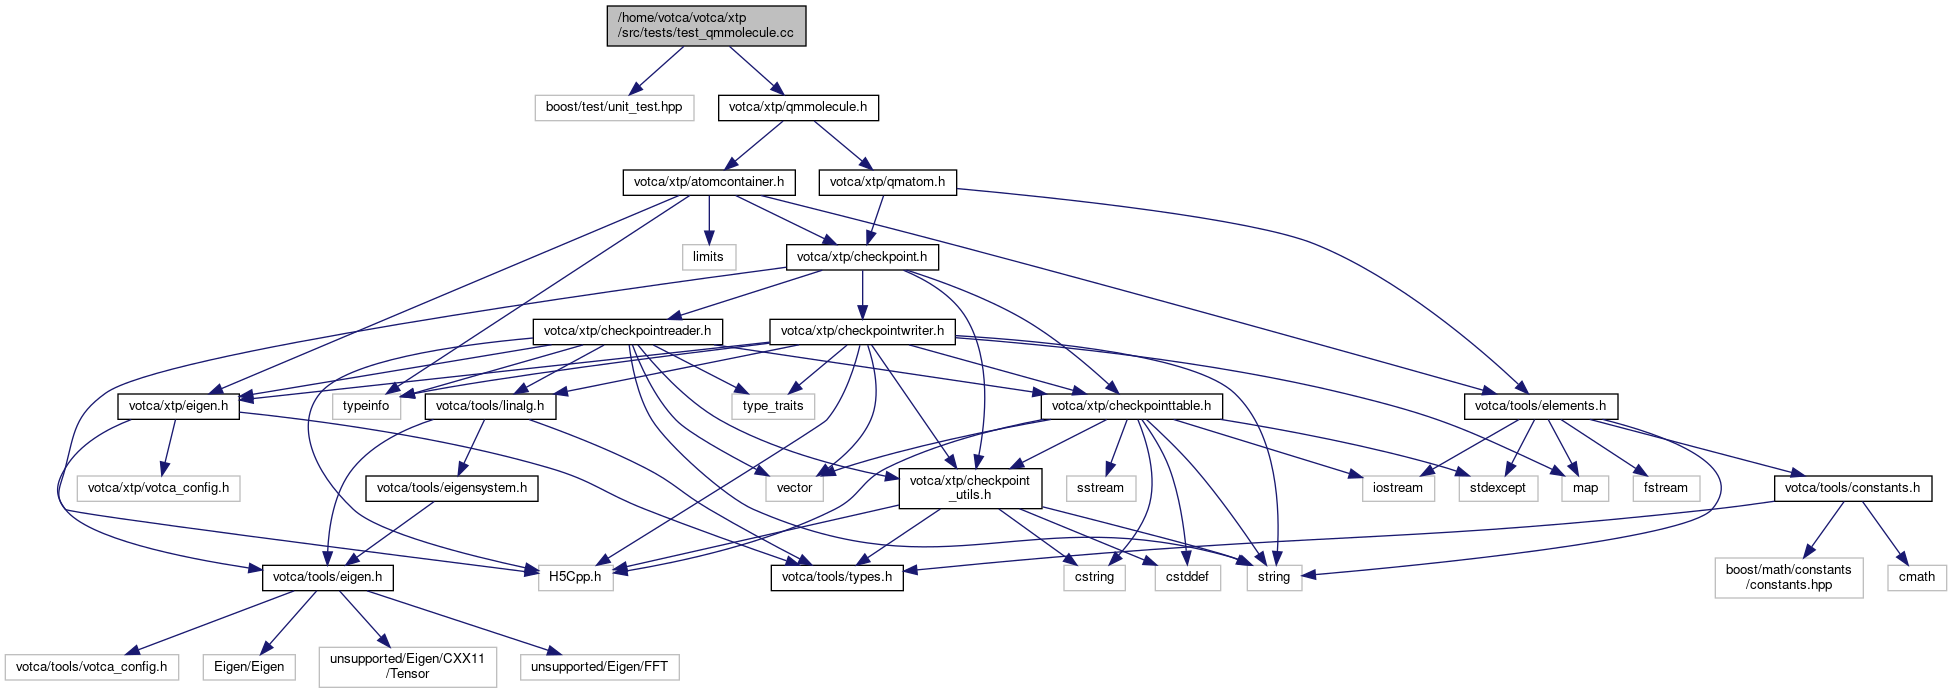 /home/votca/votca/xtp
/src/tests/test_qmmolecule.cc
boost/test/unit_test.hpp
votca/xtp/qmmolecule.h
votca/xtp/atomcontainer.h
votca/xtp/qmatom.h
limits
votca/xtp/checkpoint.h
votca/xtp/checkpointreader.h
votca/xtp/checkpointwriter.h
votca/xtp/eigen.h
typeinfo
votca/tools/linalg.h
type_traits
votca/xtp/checkpointtable.h
votca/tools/elements.h
votca/xtp/votca_config.h
votca/tools/eigensystem.h
vector
votca/xtp/checkpoint
_utils.h
sstream
iostream
stdexcept
map
fstream
votca/tools/constants.h
votca/tools/eigen.h
H5Cpp.h
votca/tools/types.h
cstring
cstddef
string
boost/math/constants
/constants.hpp
cmath
votca/tools/votca_config.h
Eigen/Eigen
unsupported/Eigen/CXX11
/Tensor
unsupported/Eigen/FFT